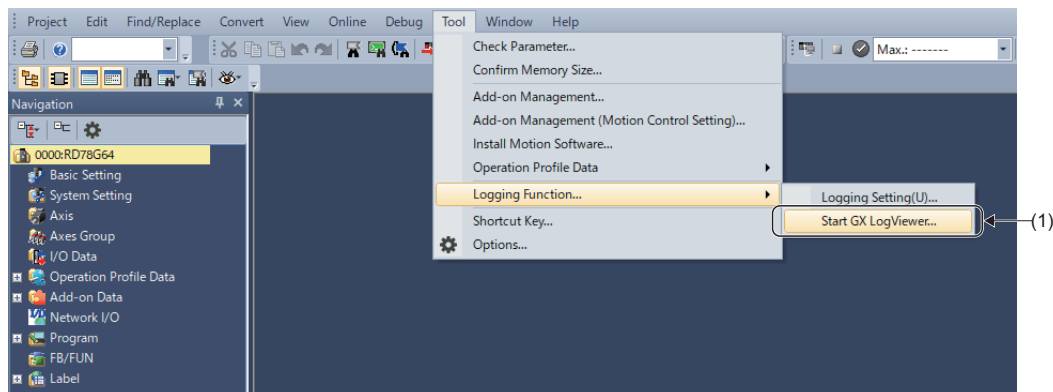 Project Edit Find/Replace Convert View Online Debug Tool Window Help
Max.: -------
Check Parameter...
Confirm Memory Size...
Add-on Management...
Add-on Management (Motion Control Setting)...
Install Motion Software...
Operation Profile Data
Logging Function...
Shortcut Key...
Options...
Logging Setting(U)...
Start GX LogViewer...
(1)
Navigation
0000:RD78G64
Basic Setting
System Setting
Axis
Axes Group
I/O Data
Operation Profile Data
Add-on Data
Network I/O
Program
FB/FUN
Label